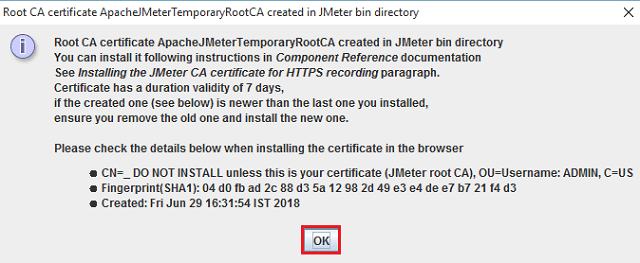 Root CA certificate ApacheJMeterTemporaryRootCA created in JMeter bin directory
Root CA certificate ApacheJMeterTemporaryRootCA created in JMeter bin directory
You can install it following instructions in Component Reference documentation
See Installing the JMeter CA certificate for HTTPS recording paragraph.
Certificate has a duration validity of 7 days,
if the created one (see below) is newer than the last one you installed,
ensure you remove the old one and install the new one.
Please check the details below when installing the certificate in the browser
● CN=_ DO NOT INSTALL unless this is your certificate (JMeter root CA), OU=Username: ADMIN, C=US
● Fingerprint(SHA1): 04 d0 fb ad 2c 88 d3 5a 12 98 2d 49 e3 e4 de e7 b7 21 f4 d3
● Created: Fri Jun 29 16:31:54 IST 2018
OK